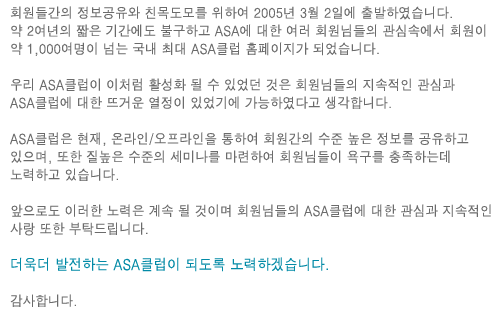 회원들간의 정보공유와 친목도모를 위하여 2005년 3월 2일에 출발하였습니다.
약 2여년의 짧은 기간에도 불구하고 ASA에 대한 여러 회원님들의 관심속에서 회원이
약 1,000여명이 넘는 국내 최대 ASA클럽 홈페이지가 되었습니다.
우리 ASA클럽이 이처럼 활성화 될 수 있었던 것은 회원님들의 지속적인 관심과
ASA클럽에 대한 뜨거운 열정이 있었기에 가능하였다고 생각합니다.
ASA클럽은 현재, 온라인/오프라인을 통하여 회원간의 수준 높은 정보를 공유하고
있으며, 또한 질높은 수준의 세미나를 마련하여 회원님들이 욕구를 충족하는데
노력하고 있습니다.
앞으로도 이러한 노력은 계속 될 것이며 회원님들의 ASA클럽에 대한 관심과 지속적인
사랑 또한 부탁드립니다.
더욱더 발전하는 ASA클럽이 되도록 노력하겠습니다.
감사합니다.